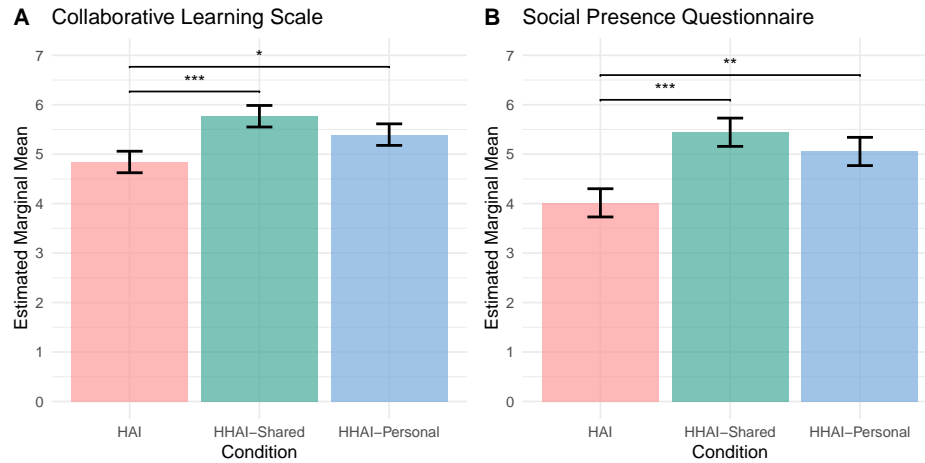 A Collaborative Learning Scale
Estimated Marginal Mean
7
6
5
4
3
2
1
0
*
***
HAI HHAI−Shared HHAI−Personal
Condition
B Social Presence Questionnaire
Estimated Marginal Mean
7
6
5
4
3
2
1
0
**
***
HAI HHAI−Shared HHAI−Personal
Condition